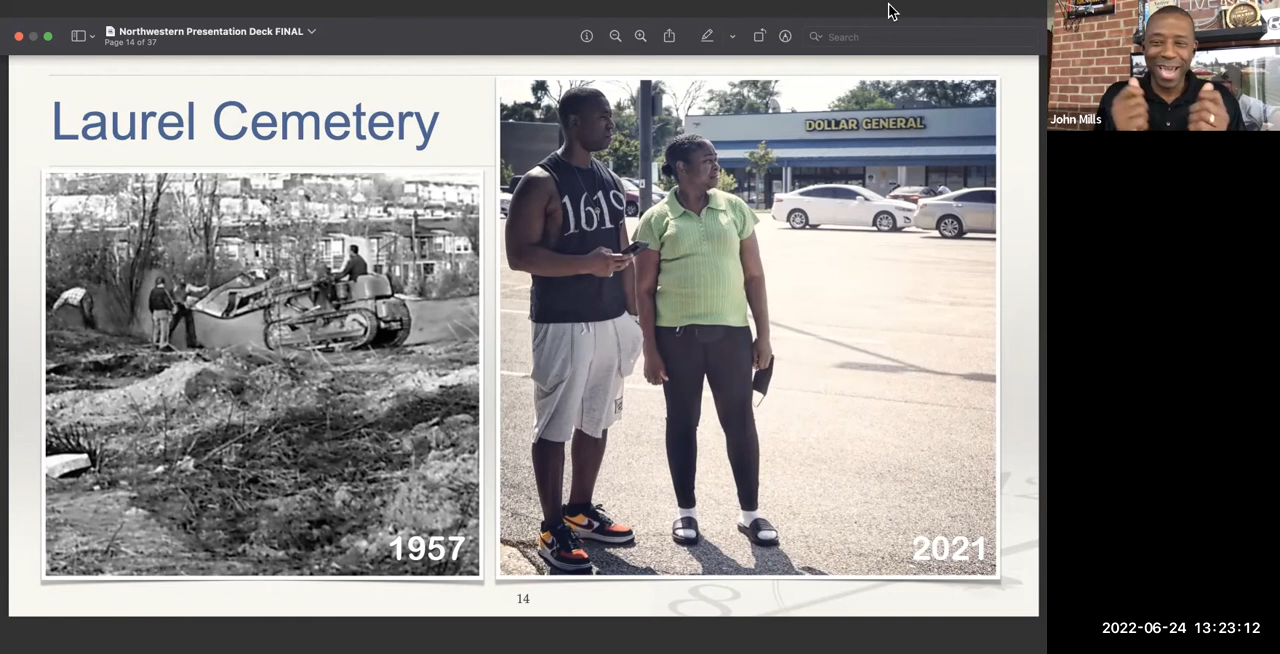 Northwestern Presentation Deck FINAL
Page 14 of 37
Search
Laurel Cemetery
1957
1619
DOLLAR GENERAL
2021
14
John Mills
2022-06-24 13:23:12